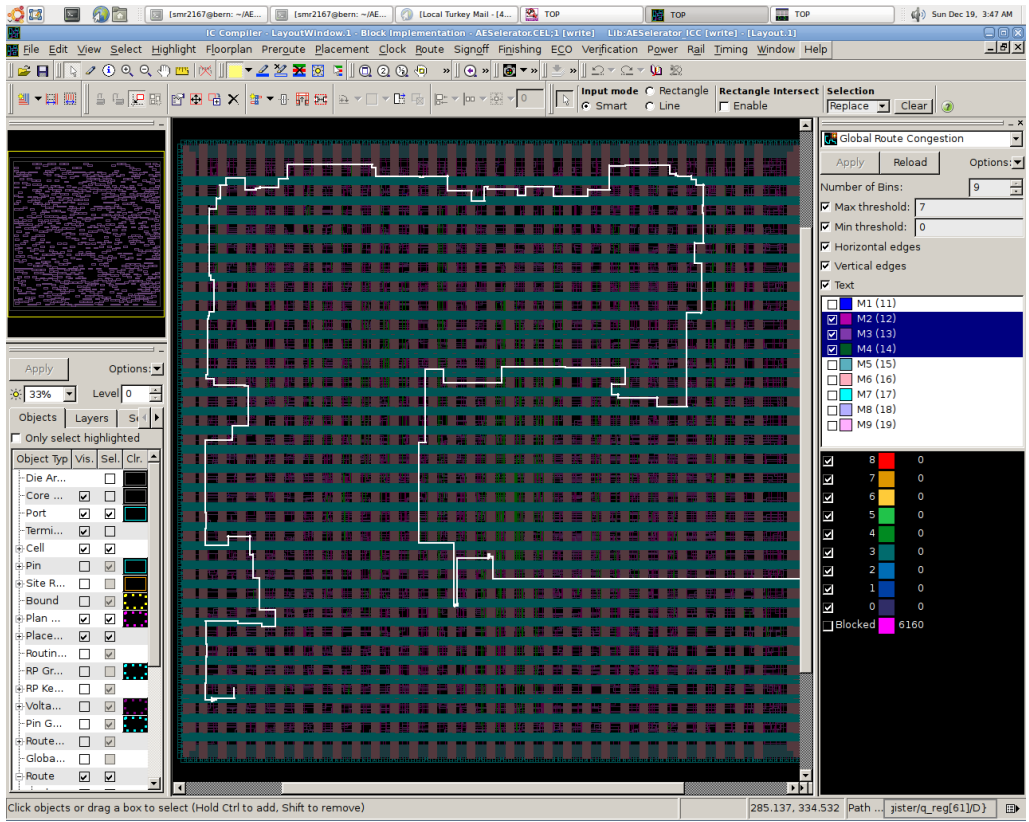 [smr2167@bern: ~/AE...
[smr2167@bern: ~/AE...
[Local Turkey Mail - [4...
TOP
TOP
TOP
Sun Dec 19, 3:47 AM
IC Compiler - LayoutWindow.1 - Block Implementation - AESelerator.CEL;1 [write] Lib:AESelerator_ICC [write] - [Layout.1]
File Edit View Select Highlight Floorplan Preroute Placement Clock Route Signoff Finishing ECO Verification Power Rail Timing Window Help
Input mode Rectangle Rectangle Intersect Selection
0 Smart Line Enable Replace Clear
Global Route Congestion
Apply Reload Options:
Number of Bins: 9
Max threshold: 7
Min threshold: 0
Horizontal edges
Vertical edges
Text
M1 (11)
M2 (12)
M3 (13)
M4 (14)
M5 (15)
M6 (16)
M7 (17)
M8 (18)
M9 (19)
8 0
7 0
6 0
5 0
4 0
3 0
2 0
1 0
0 0
Blocked 6160
Apply Options:
33% Level 0
Objects Layers
Only select highlighted
Object Typ Vis. Sel. Clr.
Die Ar...
Core ...
Port
Termi...
Cell
Pin
Site R...
Bound
Plan ...
Place...
Routin...
RP Gr...
RP Ke...
Volta...
Pin G...
Route...
Globa...
Route
Click objects or drag a box to select (Hold Ctrl to add, Shift to remove)
285.137, 334.532 Path ... gister/q_reg[61]/D}